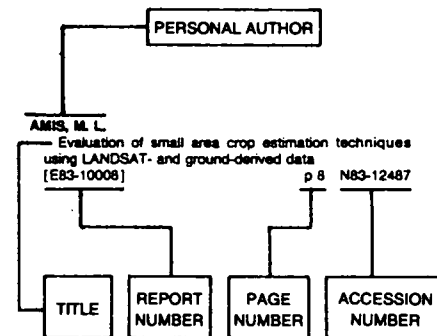 PERSONAL AUTHOR
AMIS, M. L.
Evaluation of small area crop estimation techniques
using LANDSAT- and ground-derived data
[E83-10008] p 8 N83-12487
TITLE
REPORT NUMBER
PAGE NUMBER
ACCESSION NUMBER